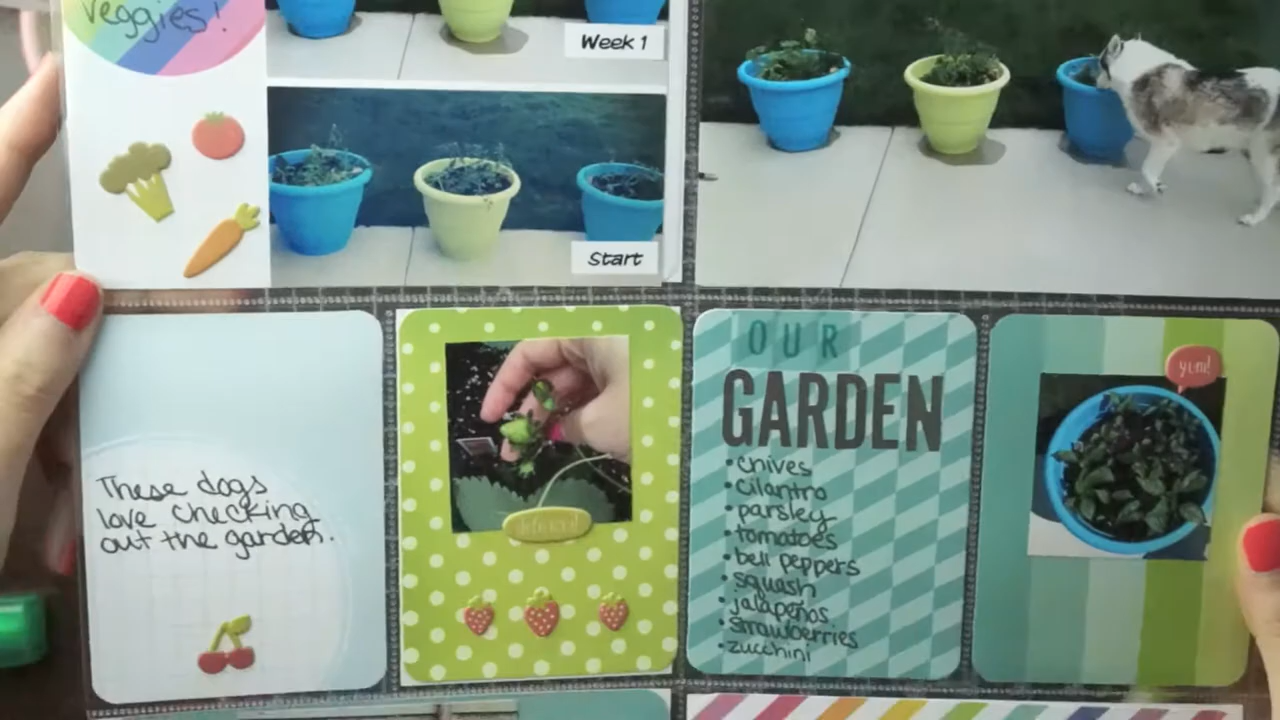 veggies!
Week 1
Start
These dogs
love checking
out the garden.
OUR
GARDEN
• chives
• cilantro
• parsley
• tomatoes
• bell peppers
• squash
• jalapeños
• strawberries
• zucchini
yum!